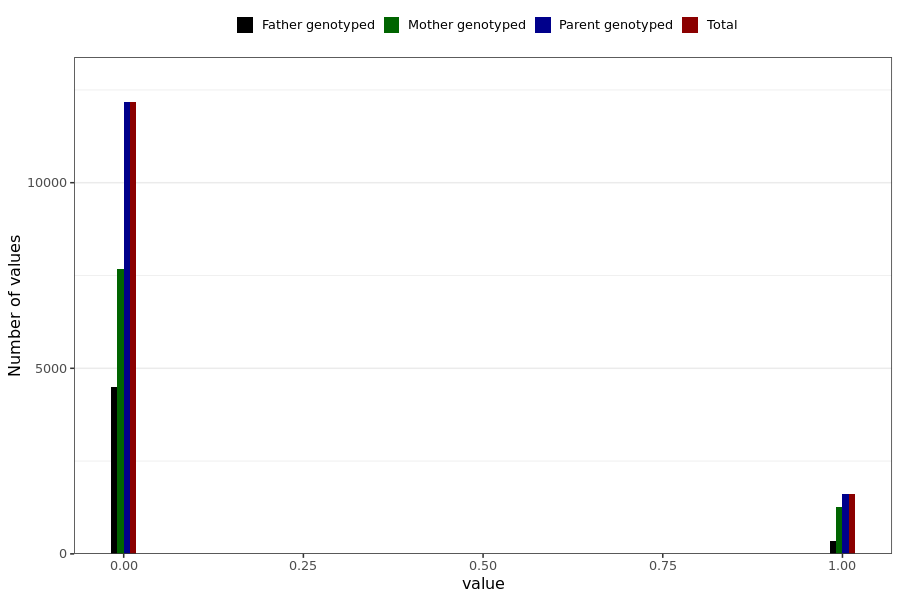 Father genotyped Mother genotyped Parent genotyped Total
Number of values
10000
5000
0
0.00 0.25 0.50 0.75 1.00
value